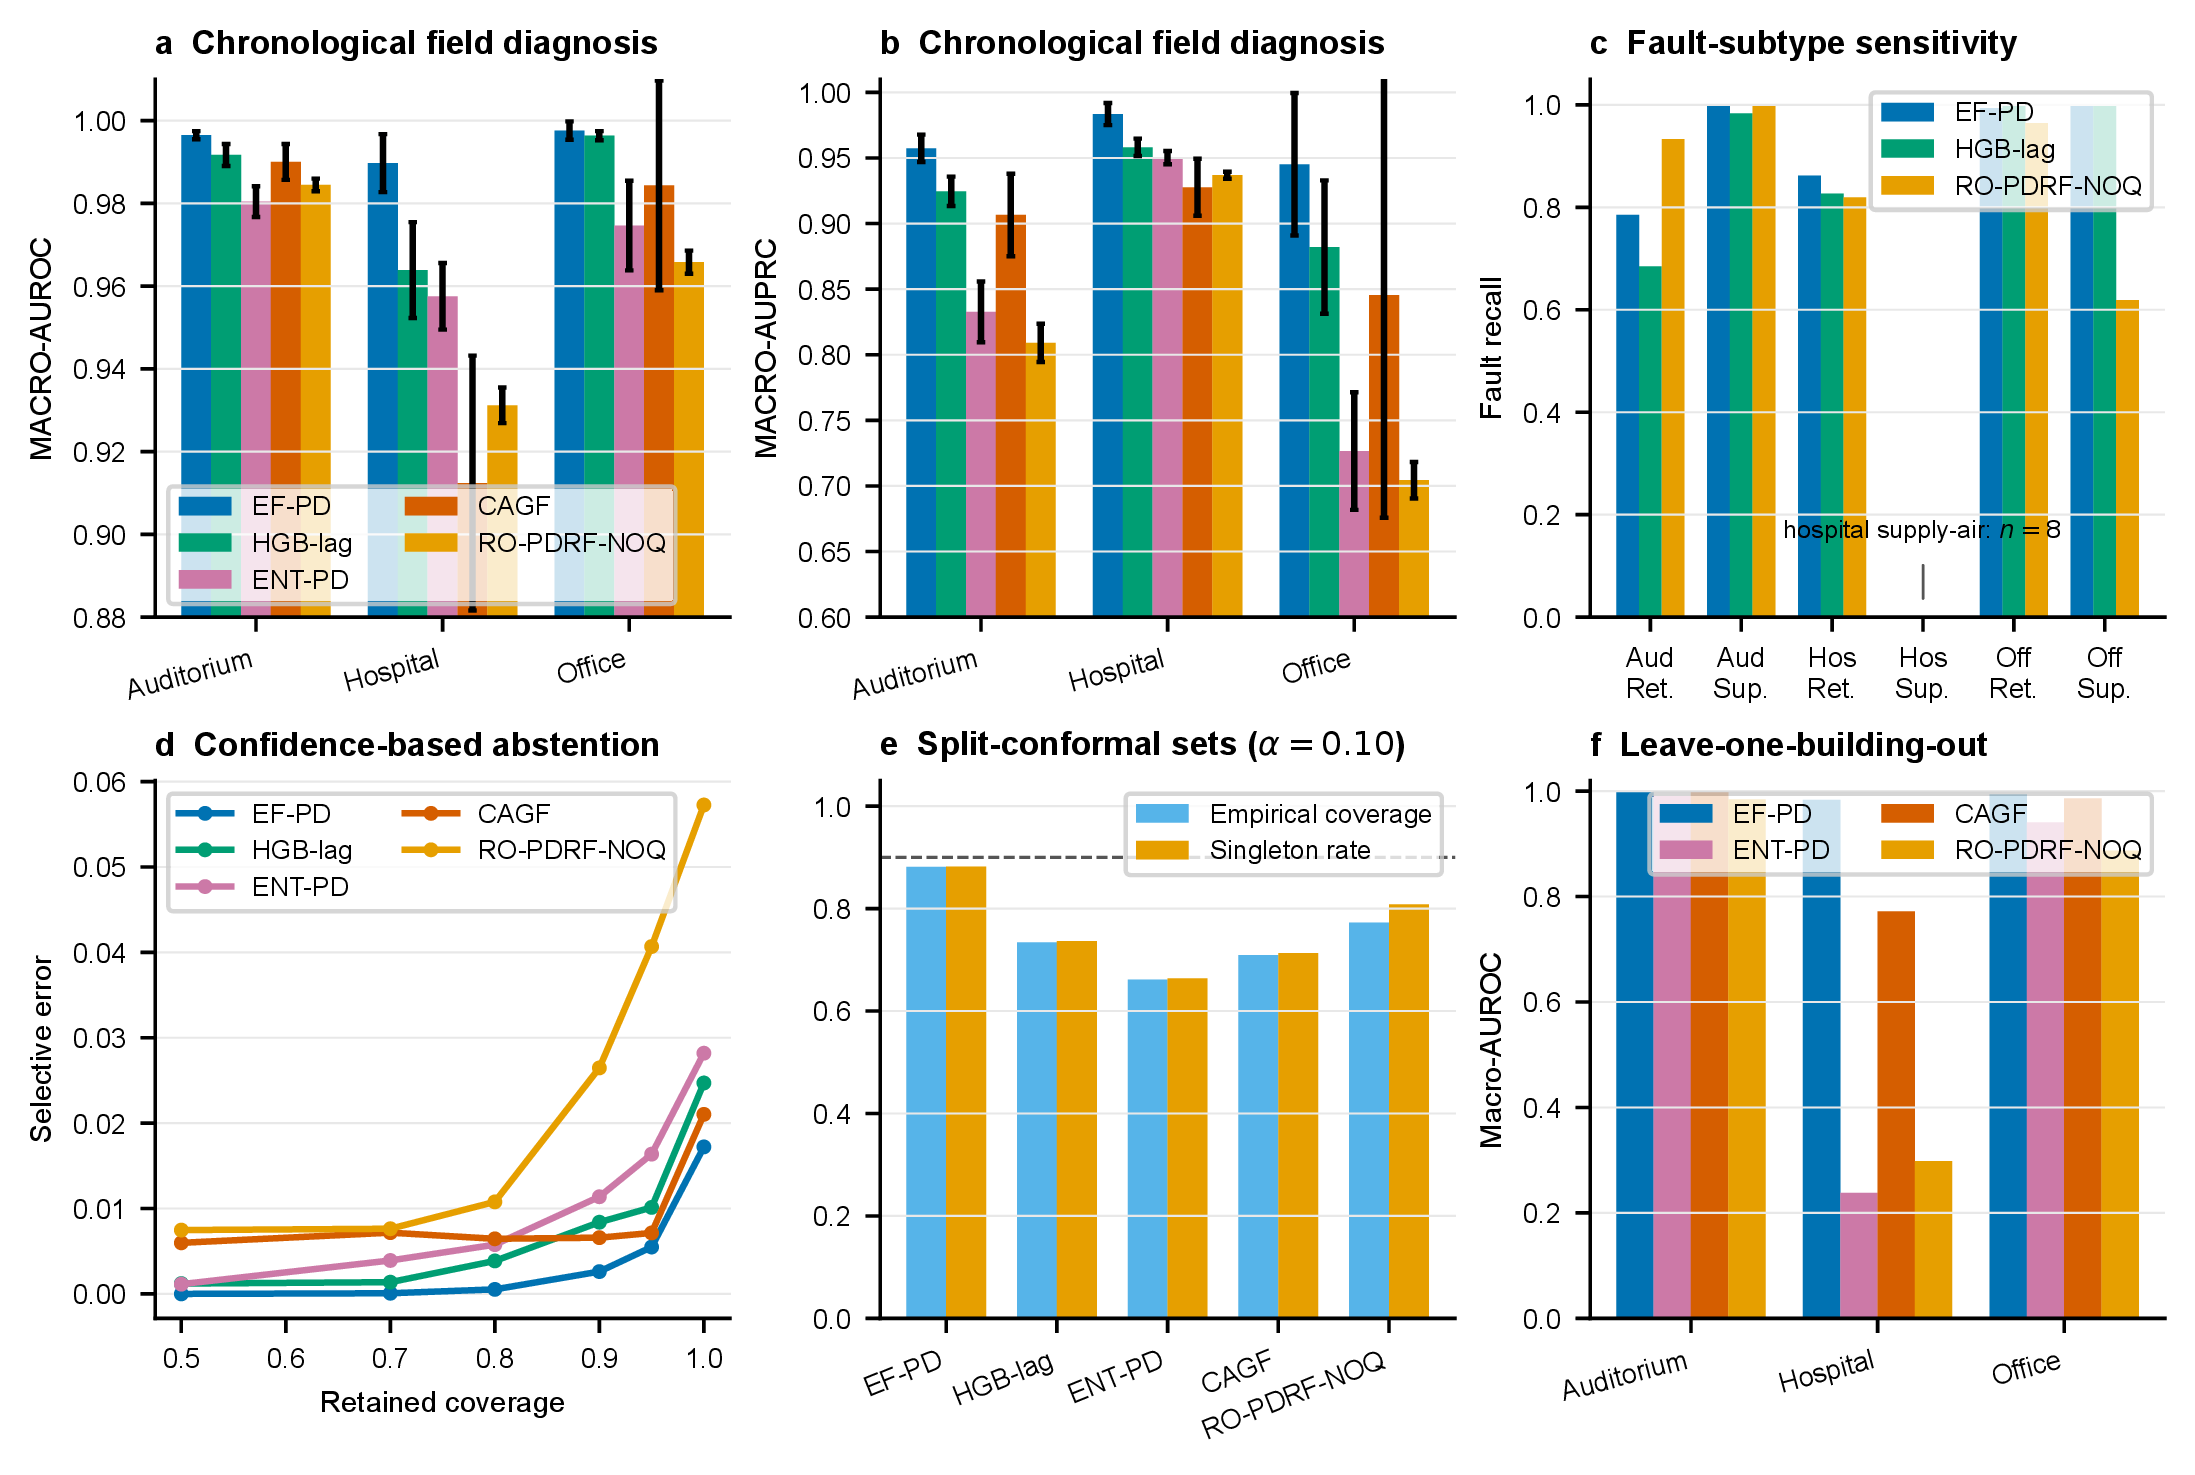 a Chronological field diagnosis
MACRO-AUROC
1.00
0.98
0.96
0.94
0.92
0.90
0.88
EF-PD
HGB-lag
ENT-PD
CAGF
RO-PDRF-NOQ
Auditorium
Hospital
Office
b Chronological field diagnosis
MACRO-AUPRC
1.00
0.95
0.90
0.85
0.80
0.75
0.70
0.65
0.60
Auditorium
Hospital
Office
c Fault-subtype sensitivity
Fault recall
1.0
0.8
0.6
0.4
0.2
0.0
EF-PD
HGB-lag
RO-PDRF-NOQ
hospital supply-air: n = 8
Aud
Ret.
Aud
Sup.
Hos
Ret.
Hos
Sup.
Off
Ret.
Off
Sup.
d Confidence-based abstention
Selective error
0.06
0.05
0.04
0.03
0.02
0.01
0.00
EF-PD
HGB-lag
ENT-PD
CAGF
RO-PDRF-NOQ
0.5
0.6
0.7
0.8
0.9
1.0
Retained coverage
e Split-conformal sets (α = 0.10)
1.0
0.8
0.6
0.4
0.2
0.0
Empirical coverage
Singleton rate
EF-PD
HGB-lag
ENT-PD
CAGF
RO-PDRF-NOQ
f Leave-one-building-out
Macro-AUROC
1.0
0.8
0.6
0.4
0.2
0.0
EF-PD
ENT-PD
CAGF
RO-PDRF-NOQ
Auditorium
Hospital
Office